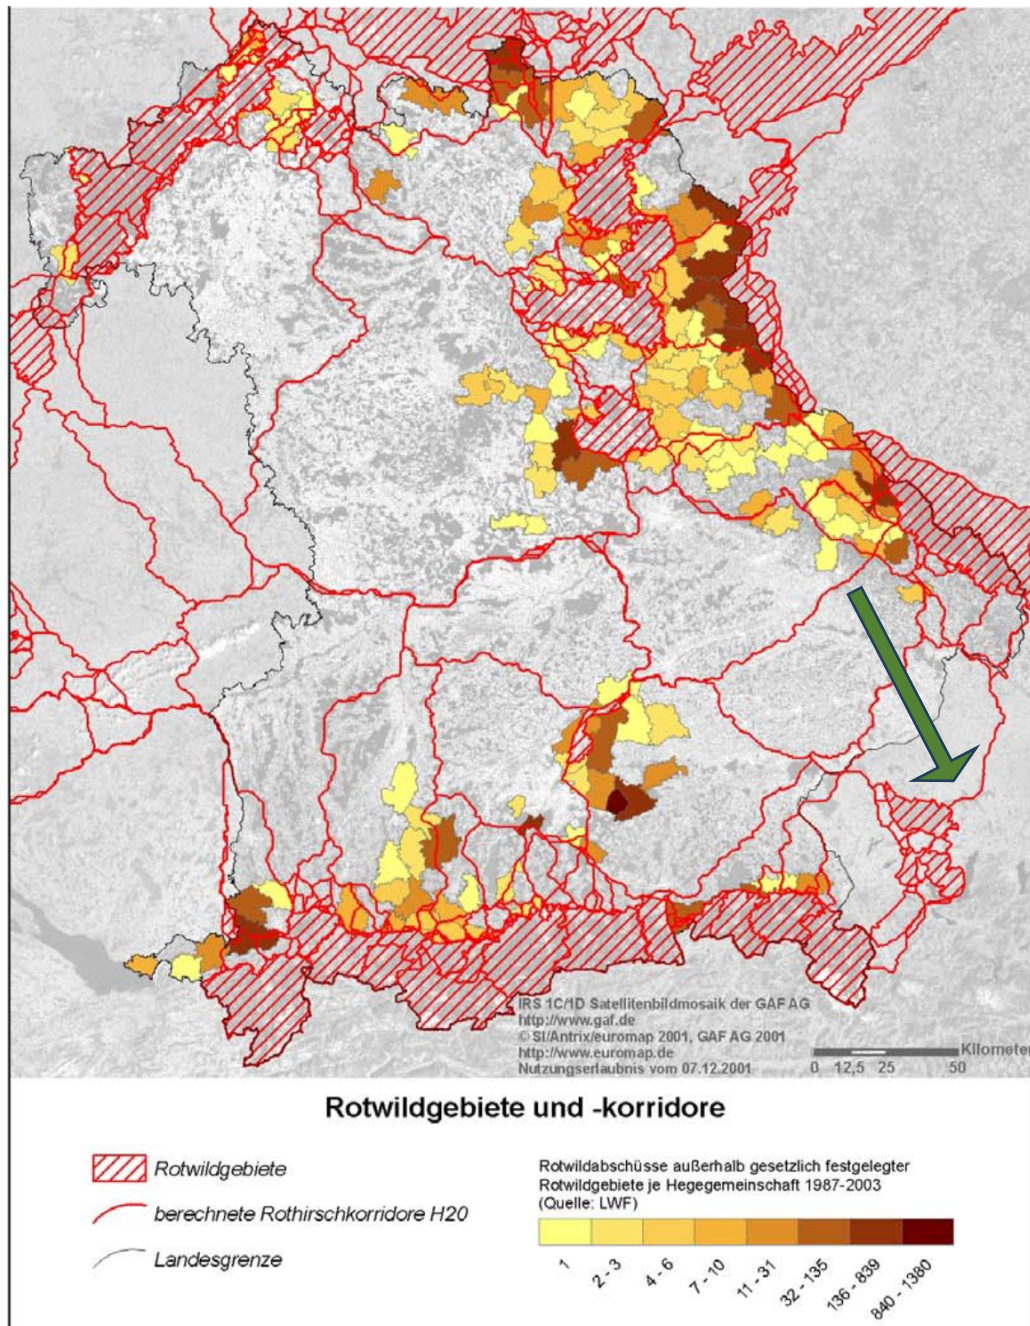 IRS 1C/1D Satellitenbildmosaik der GAF AG
http://www.gaf.de
© SI/Antrix/euromap 2001, GAF AG 2001
http://www.euromap.de
Nutzungserlaubnis vom 07.12.2001
Kilometer
0 12,5 25 50
Rotwildgebiete und -korridore
Rotwildgebiete
berechnete Rothirschkorridore H20
Landesgrenze
Rotwildabschüsse außerhalb gesetzlich festgelegter
Rotwildgebiete je Hegegemeinschaft 1987-2003
(Quelle: LWF)
1
2 - 3
4 - 6
7 - 10
11 - 31
32 - 135
136 - 839
840 - 1380